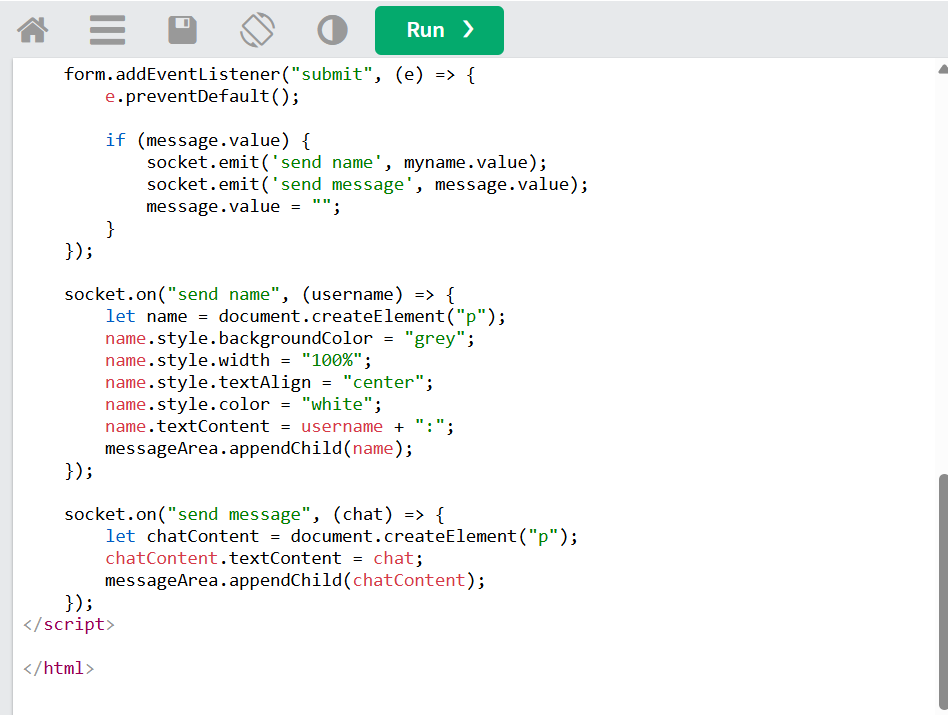 Run ❯
form.addEventListener("submit", (e) => {
e.preventDefault();
if (message.value) {
socket.emit('send name', myname.value);
socket.emit('send message', message.value);
message.value = "";
}
});
socket.on("send name", (username) => {
let name = document.createElement("p");
name.style.backgroundColor = "grey";
name.style.width = "100%";
name.style.textAlign = "center";
name.style.color = "white";
name.textContent = username + ":";
messageArea.appendChild(name);
});
socket.on("send message", (chat) => {
let chatContent = document.createElement("p");
chatContent.textContent = chat;
messageArea.appendChild(chatContent);
});
</script>
</html>